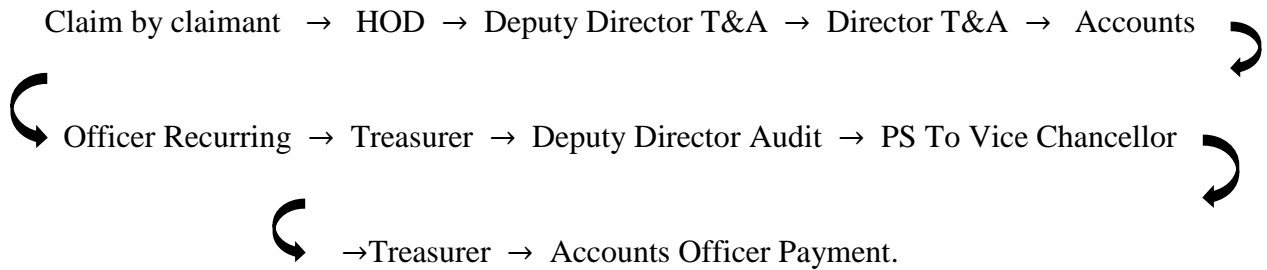 Claim by claimant → HOD → Deputy Director T&A → Director T&A → Accounts
Officer Recurring → Treasurer → Deputy Director Audit → PS To Vice Chancellor
→Treasurer → Accounts Officer Payment.